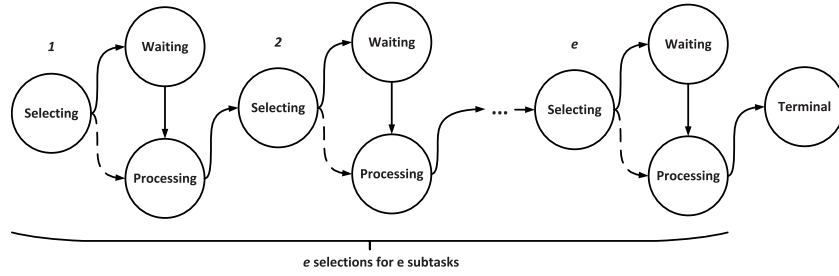 1
Waiting
Selecting
Processing
2
Waiting
Selecting
Processing
...
e
Waiting
Selecting
Processing
Terminal
e selections for e subtasks